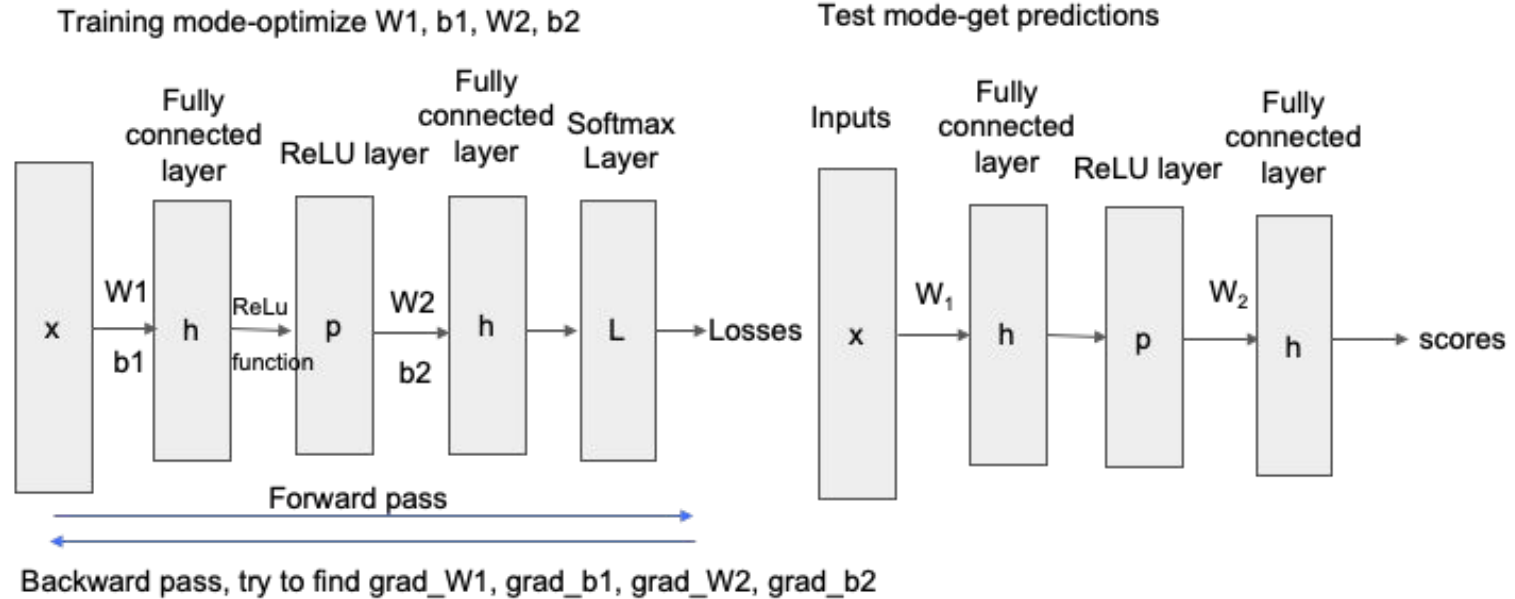 Training mode-optimize W1, b1, W2, b2
Fully
connected
layer
ReLU layer
Fully
connected
layer
Softmax
Layer
x
W1
b1
h
ReLu
function
p
W2
b2
h
L
Losses
Forward pass
Backward pass, try to find grad_W1, grad_b1, grad_W2, grad_b2
Test mode-get predictions
Inputs
Fully
connected
layer
ReLU layer
Fully
connected
layer
x
W₁
h
p
W₂
h
scores